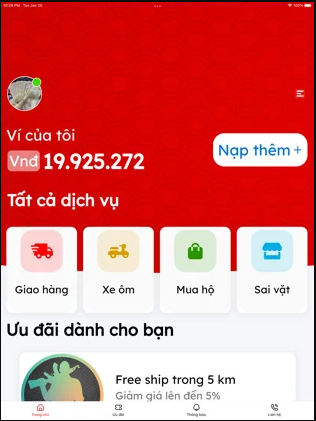 10:29 PM Tue Jan 30
100%
Ví của tôi
Vnđ 19.925.272
Nạp thêm +
Tất cả dịch vụ
Giao hàng
Xe ôm
Mua hộ
Sai vặt
Ưu đãi dành cho bạn
Free ship trong 5 km
Giảm giá lên đến 5%
Trang chủ
Ưu đãi
Thông báo
Liên hệ